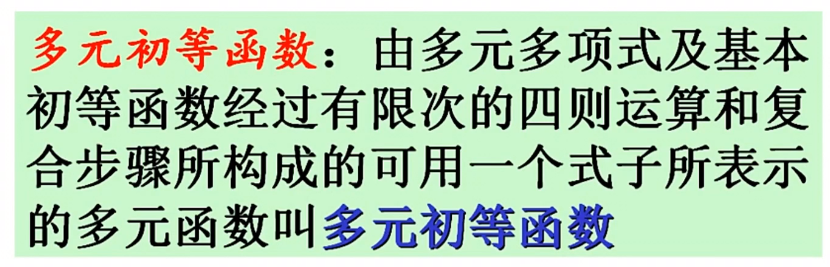 多元初等函数：由多元多项式及基本
初等函数经过有限次的四则运算和复
合步骤所构成的可用一个式子所表示
的多元函数叫多元初等函数